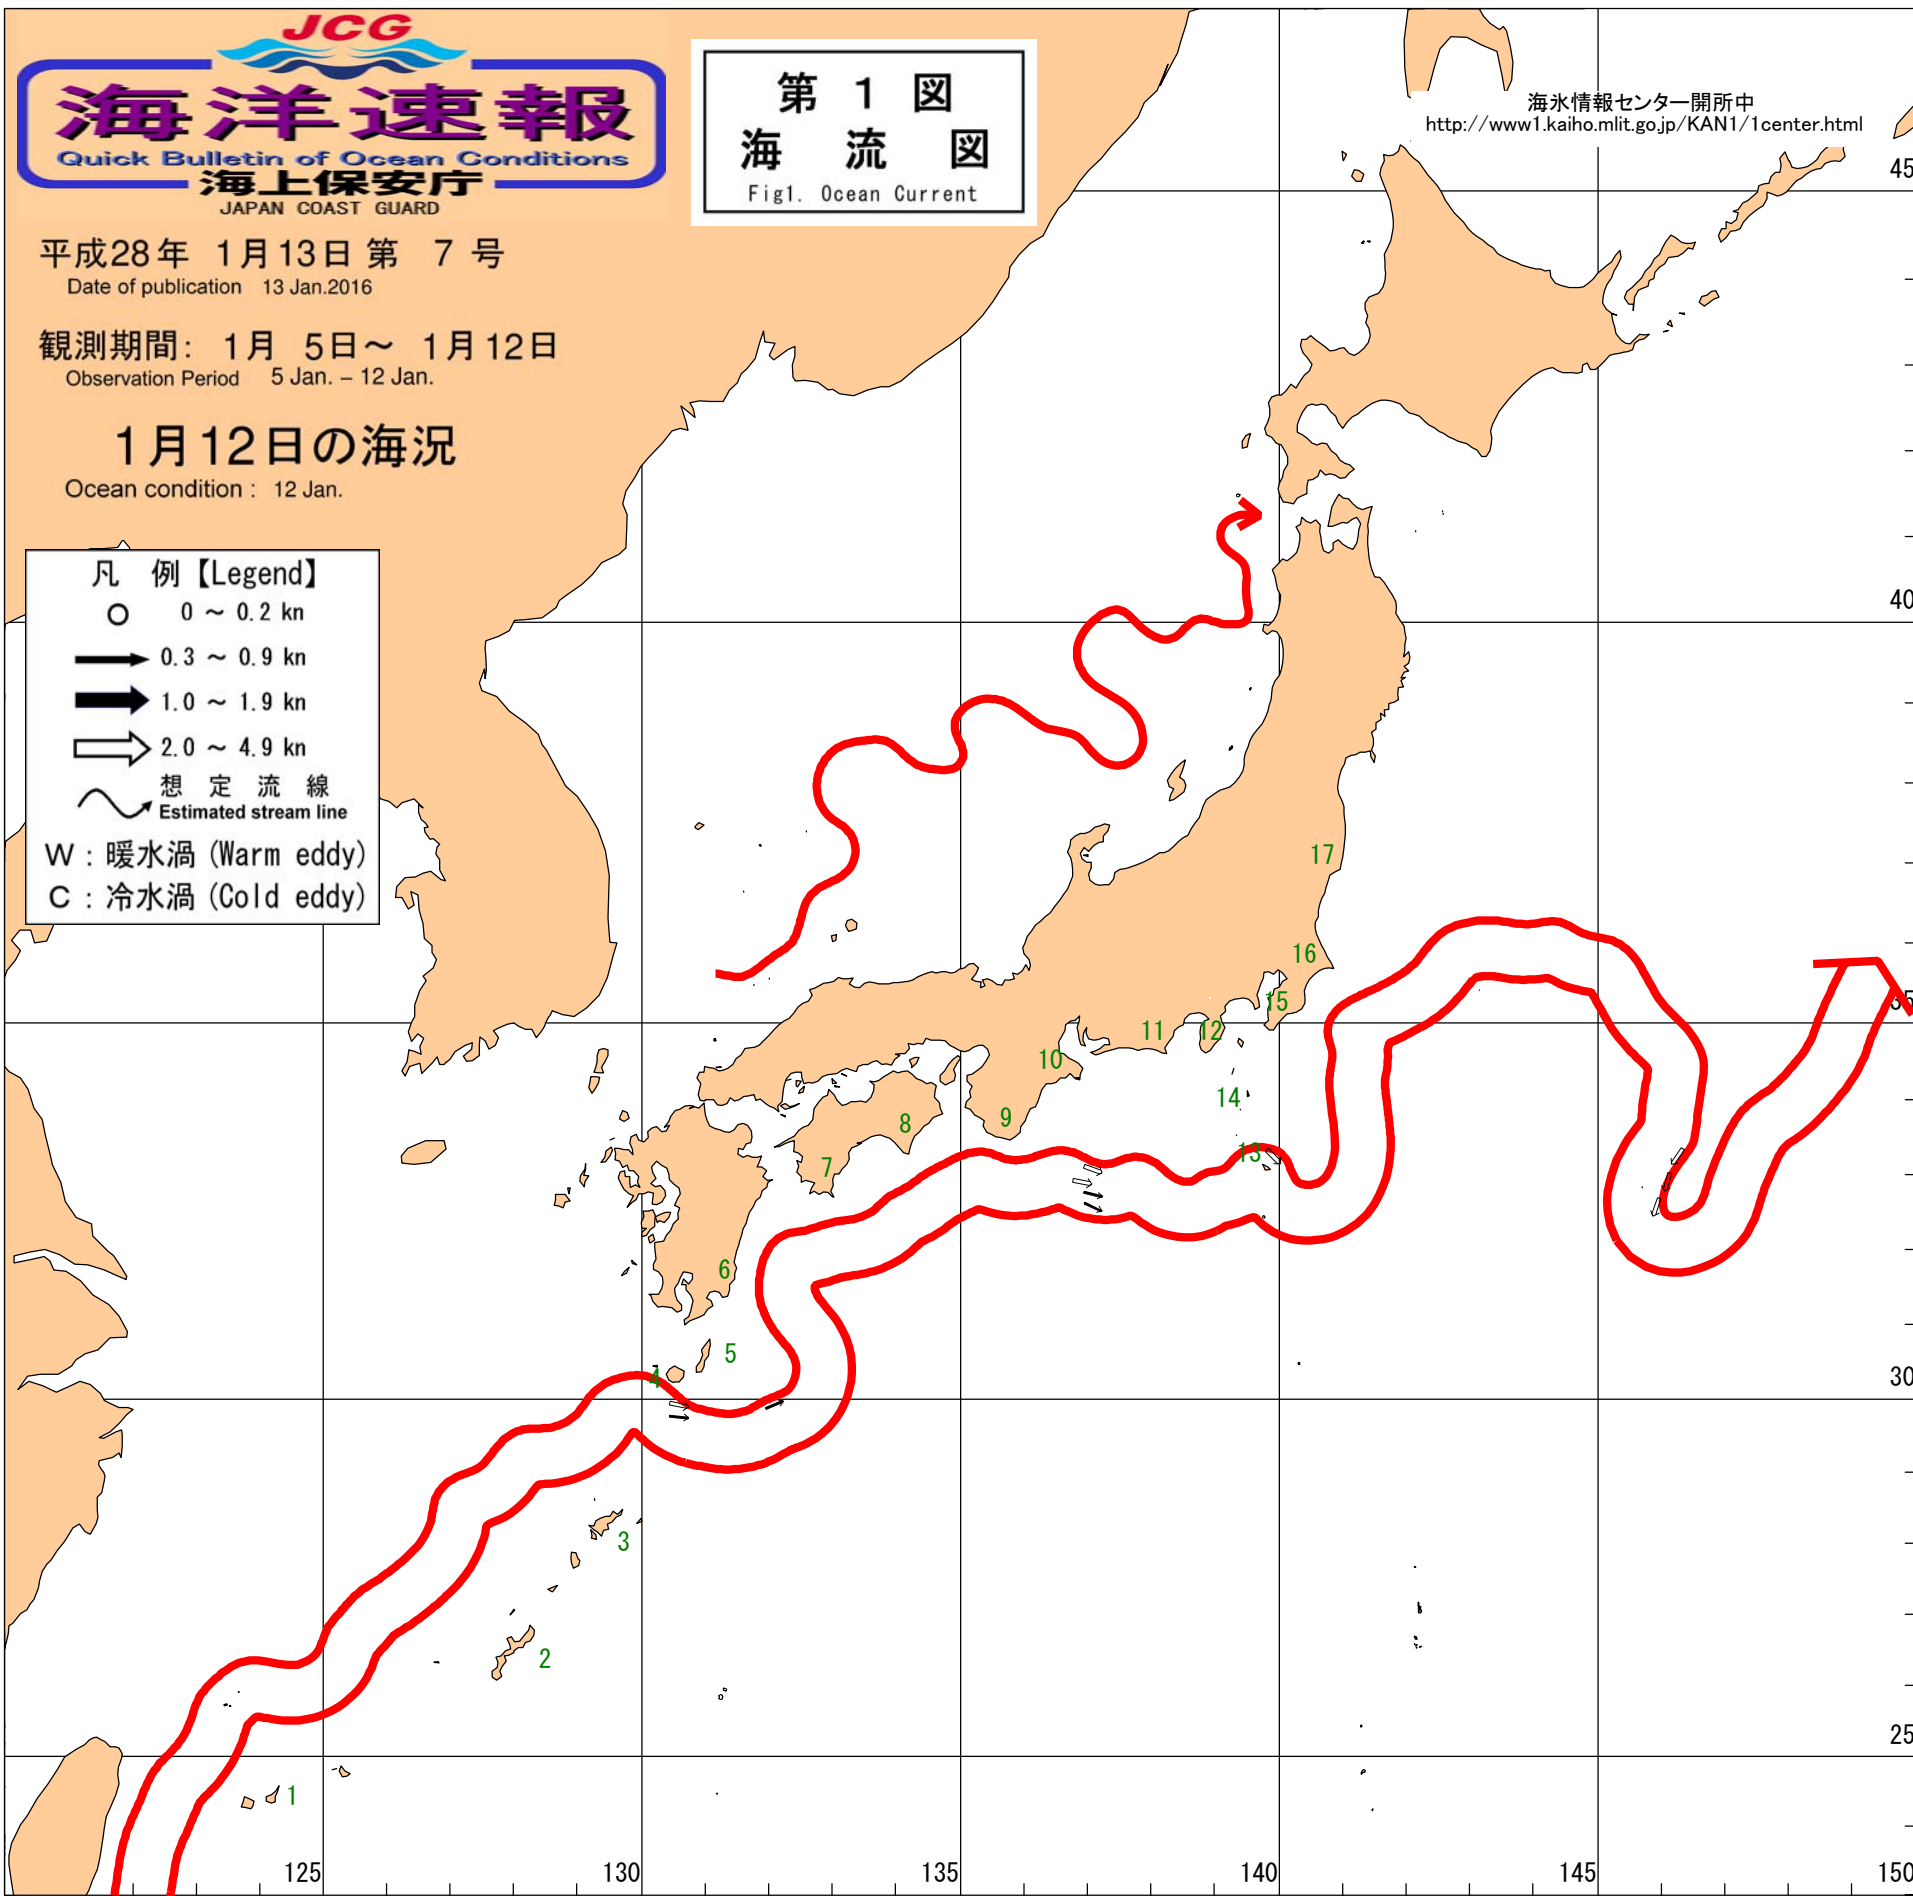 JCG
海洋速報
Quick Bulletin of Ocean Conditions
海上保安庁
JAPAN COAST GUARD
平成28年 1月13日 第 7 号
Date of publication 13 Jan.2016
観測期間: 1月 5日～ 1月12日
Observation Period 5 Jan. – 12 Jan.
1月12日の海況
Ocean condition : 12 Jan.
第 1 図
海 流 図
Fig1. Ocean Current
海氷情報センター開所中
http://www1.kaiho.mlit.go.jp/KAN1/1center.html
凡 例【Legend】
0 ～ 0.2 kn
0.3 ～ 0.9 kn
1.0 ～ 1.9 kn
2.0 ～ 4.9 kn
想 定 流 線
Estimated stream line
W : 暖水渦 (Warm eddy)
C : 冷水渦 (Cold eddy)
45
40
35
30
25
17
16
15
14
13
12
11
10
9
8
7
6
5
4
3
2
1
125
130
135
140
145
150